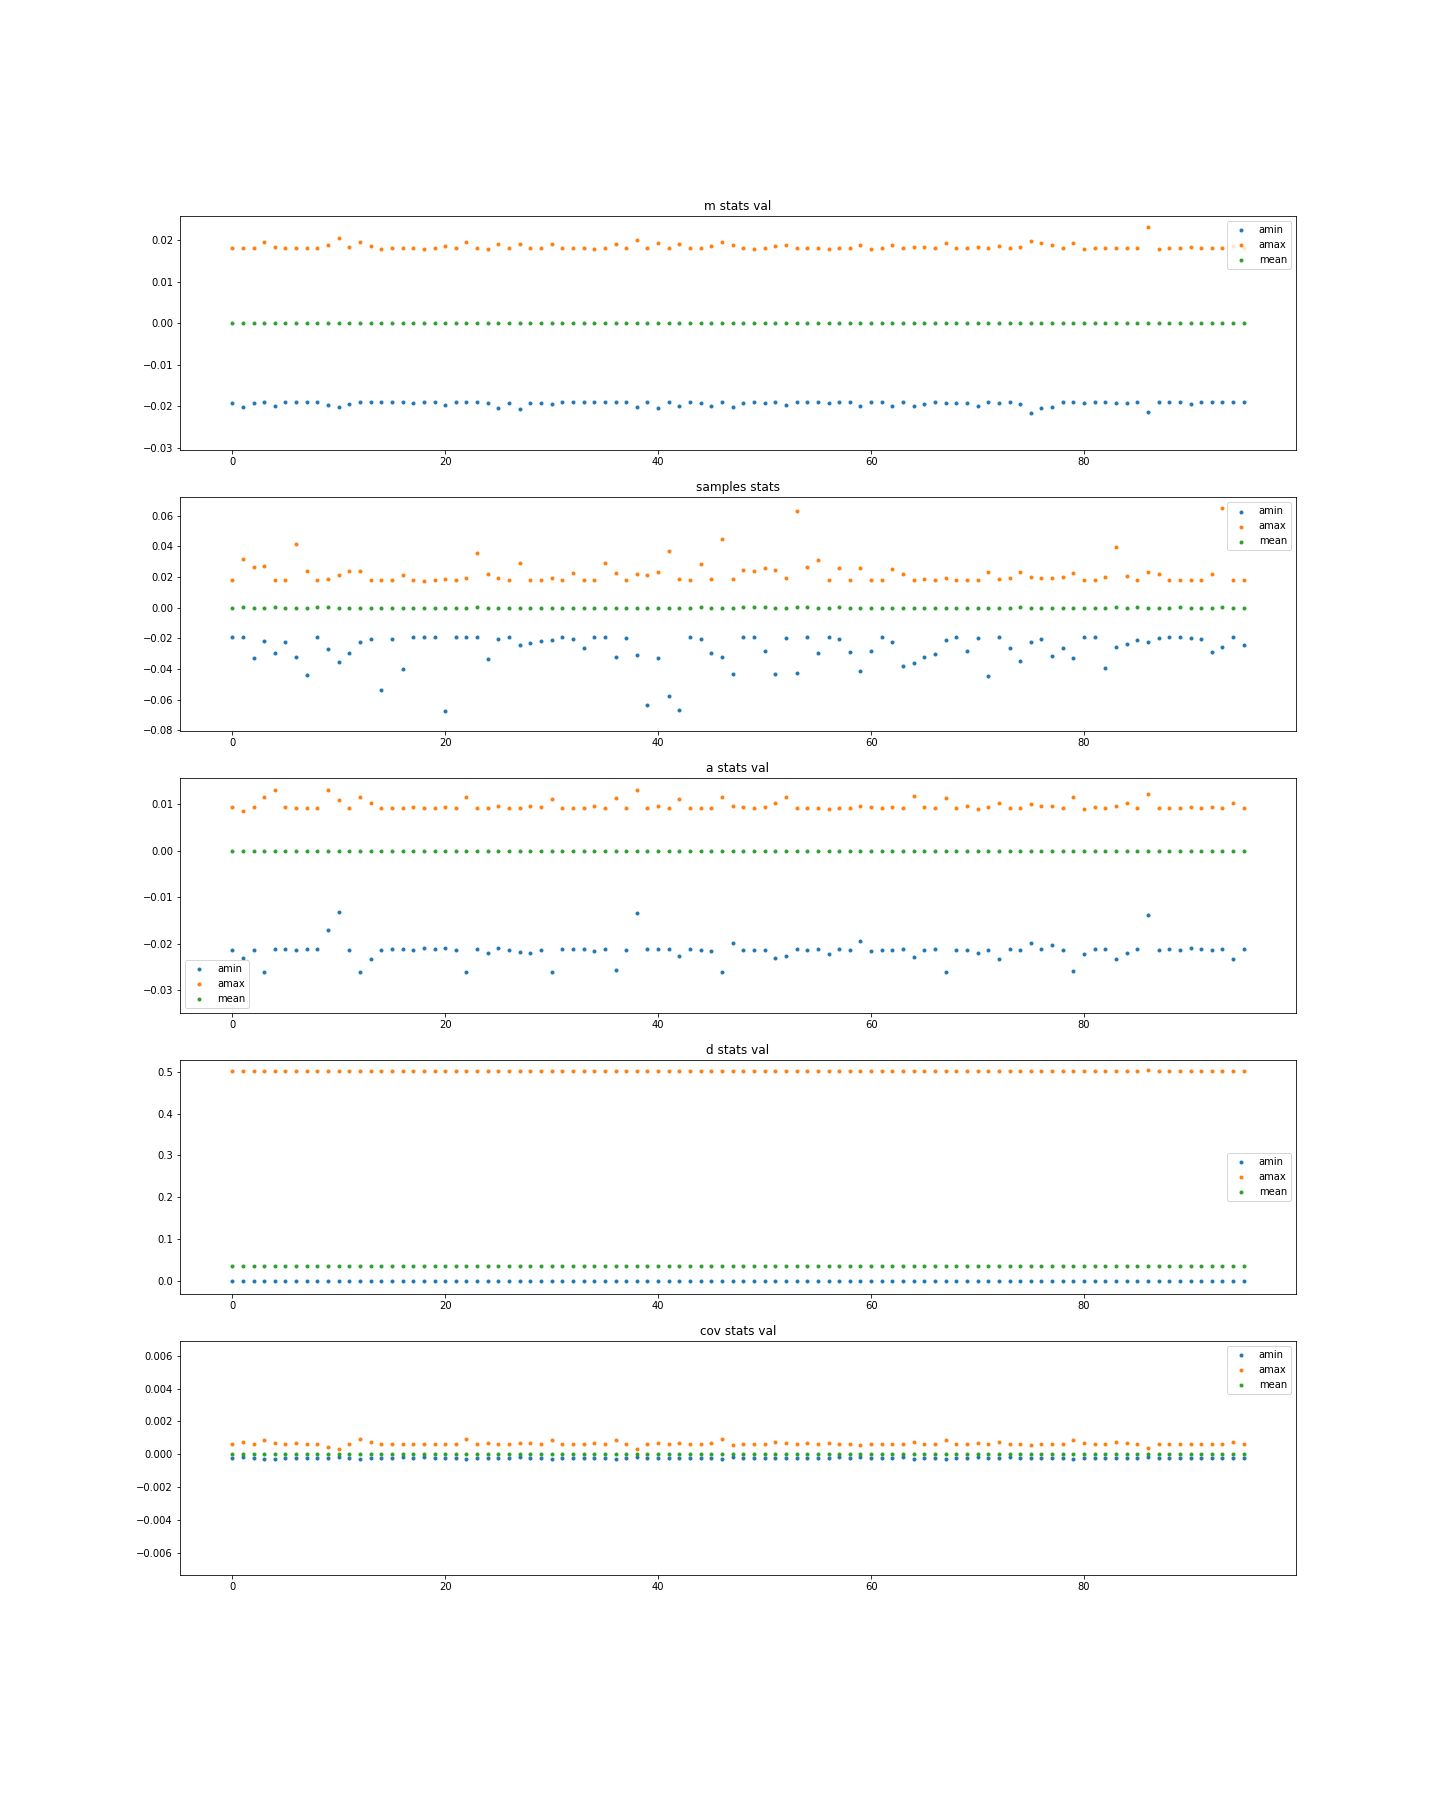 m stats val
0.02
0.01
0.00
−0.01
−0.02
−0.03
0 20 40 60 80
amin
amax
mean
samples stats
0.06
0.04
0.02
0.00
−0.02
−0.04
−0.06
−0.08
0 20 40 60 80
amin
amax
mean
a stats val
0.01
0.00
−0.01
−0.02
−0.03
0 20 40 60 80
amin
amax
mean
d stats val
0.5
0.4
0.3
0.2
0.1
0.0
0 20 40 60 80
amin
amax
mean
cov stats val
0.006
0.004
0.002
0.000
−0.002
−0.004
−0.006
0 20 40 60 80
amin
amax
mean